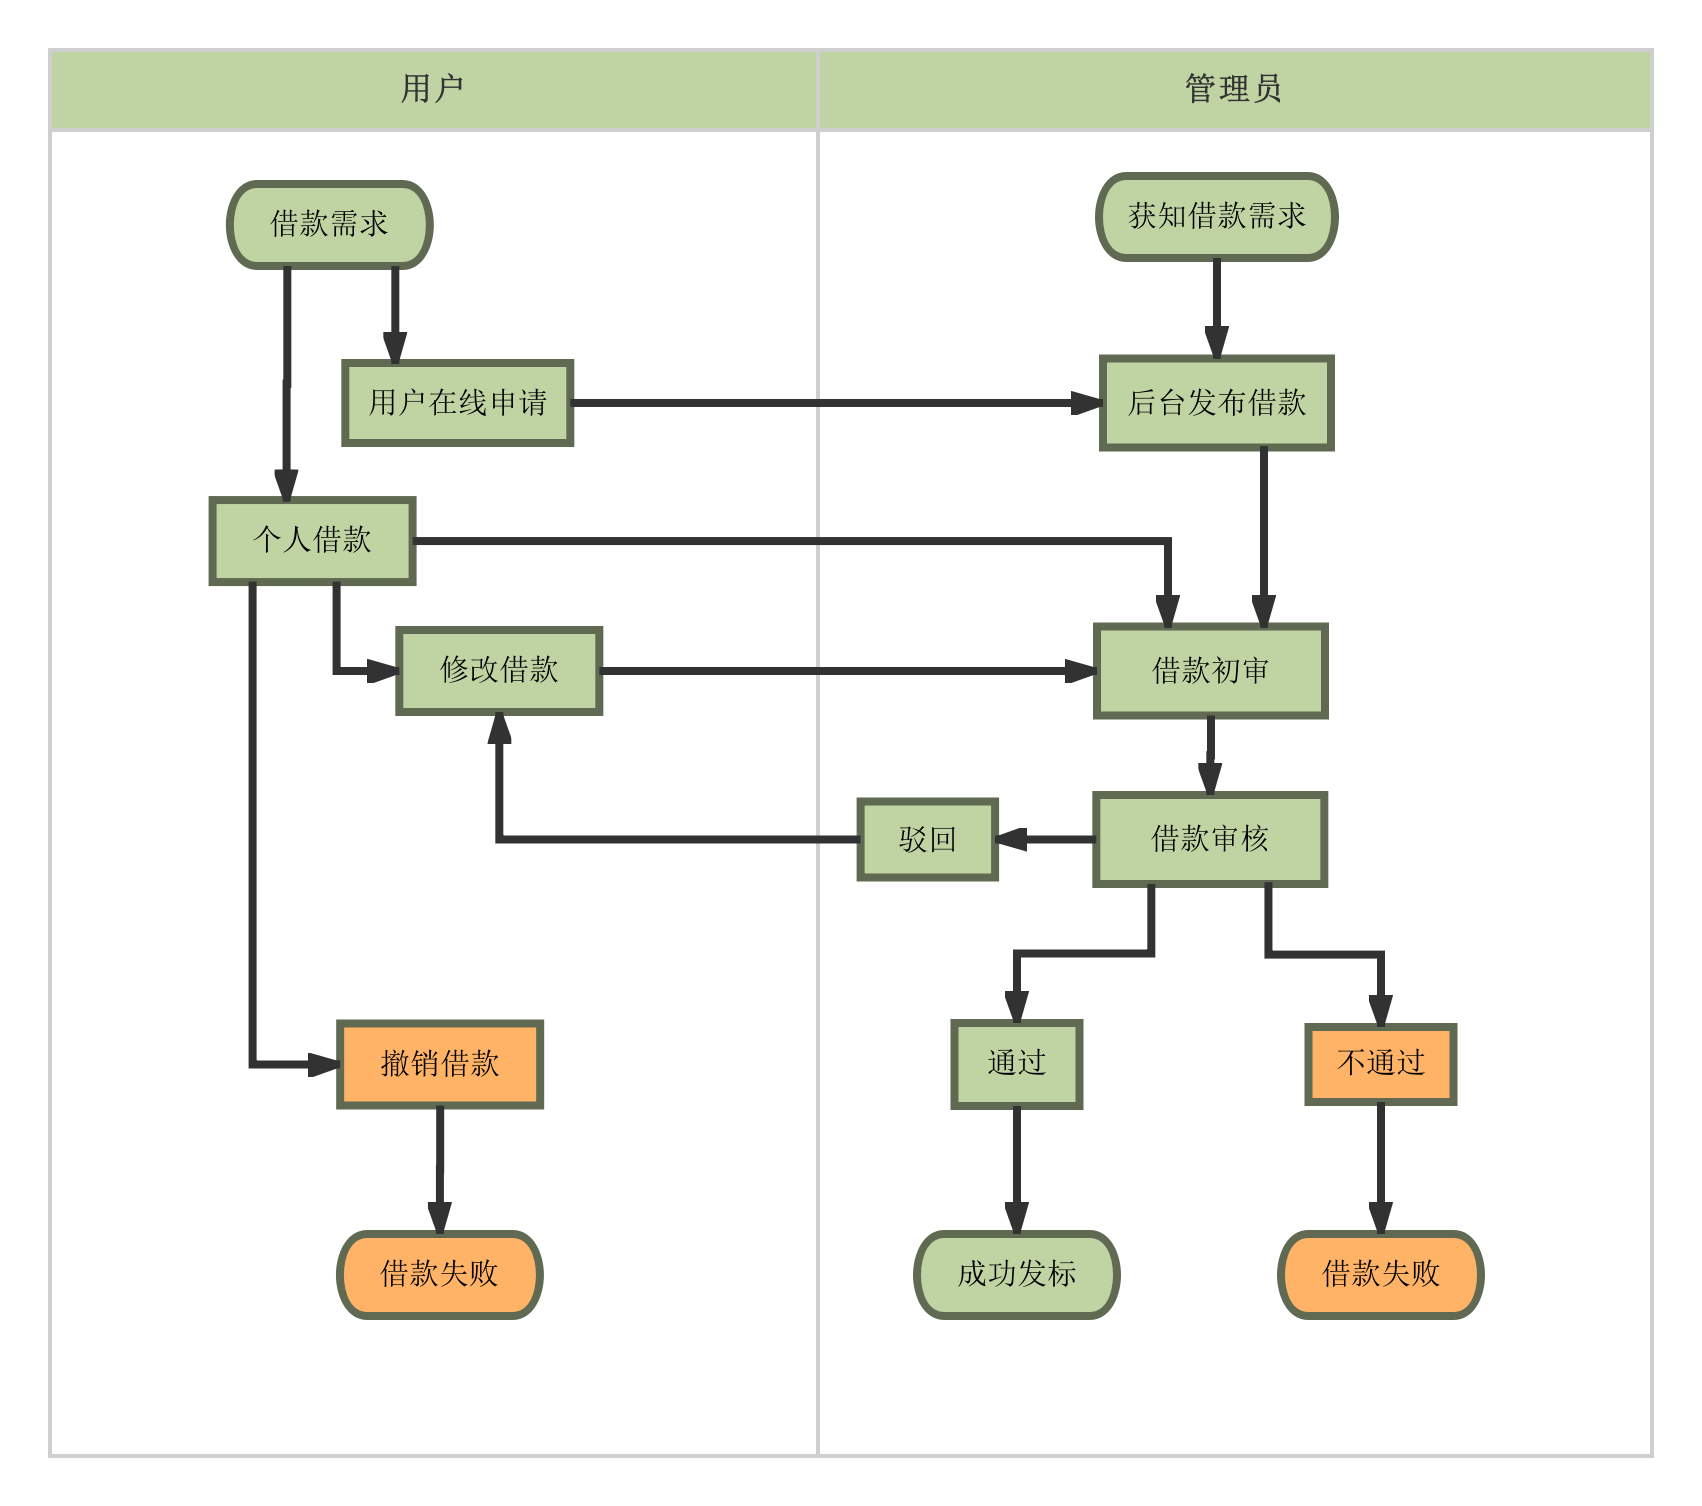 用户
管理员
借款需求
获知借款需求
用户在线申请
后台发布借款
个人借款
修改借款
借款初审
驳回
借款审核
撤销借款
通过
不通过
借款失败
成功发标
借款失败